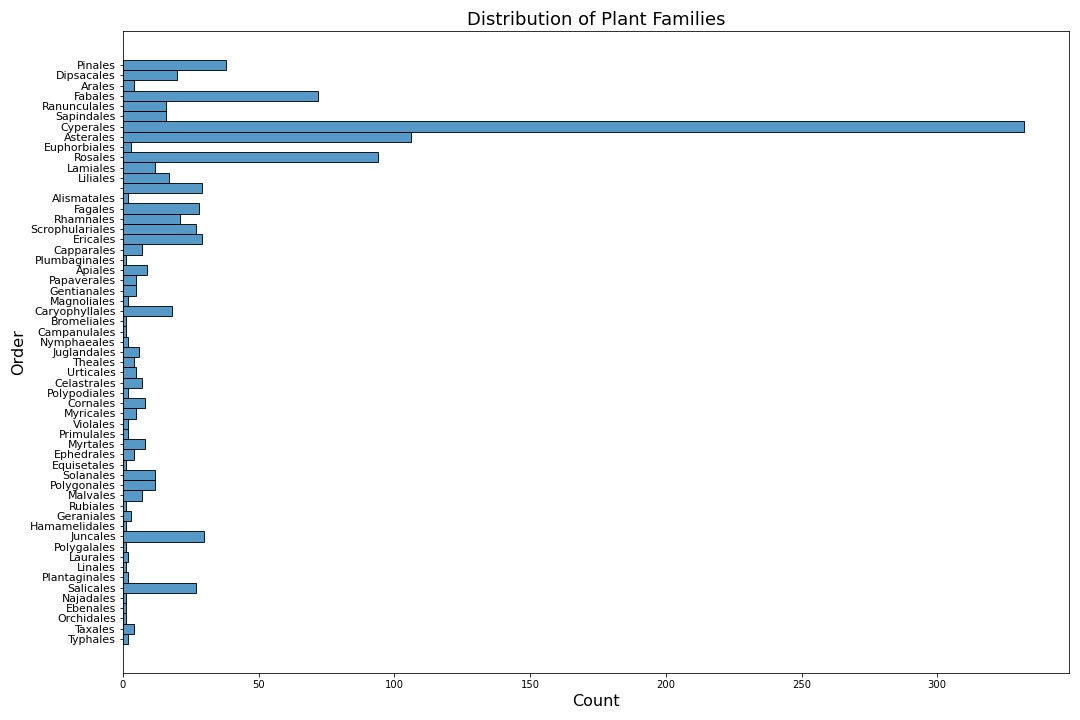 Distribution of Plant Families
Order
Pinales
Dipsacales
Arales
Fabales
Ranunculales
Sapindales
Cyperales
Asterales
Euphorbiales
Rosales
Lamiales
Liliales
Alismatales
Fagales
Rhamnales
Scrophulariales
Ericales
Capparales
Plumbaginales
Apiales
Papaverales
Gentianales
Magnoliales
Caryophyllales
Bromeliales
Campanulales
Nymphaeales
Juglandales
Theales
Urticales
Celastrales
Polypodiales
Cornales
Myricales
Violales
Primulales
Myrtales
Ephedrales
Equisetales
Solanales
Polygonales
Malvales
Rubiales
Geraniales
Hamamelidales
Juncales
Polygalales
Laurales
Linales
Plantaginales
Salicales
Najadales
Ebenales
Orchidales
Taxales
Typhales
0 50 100 150 200 250 300
Count